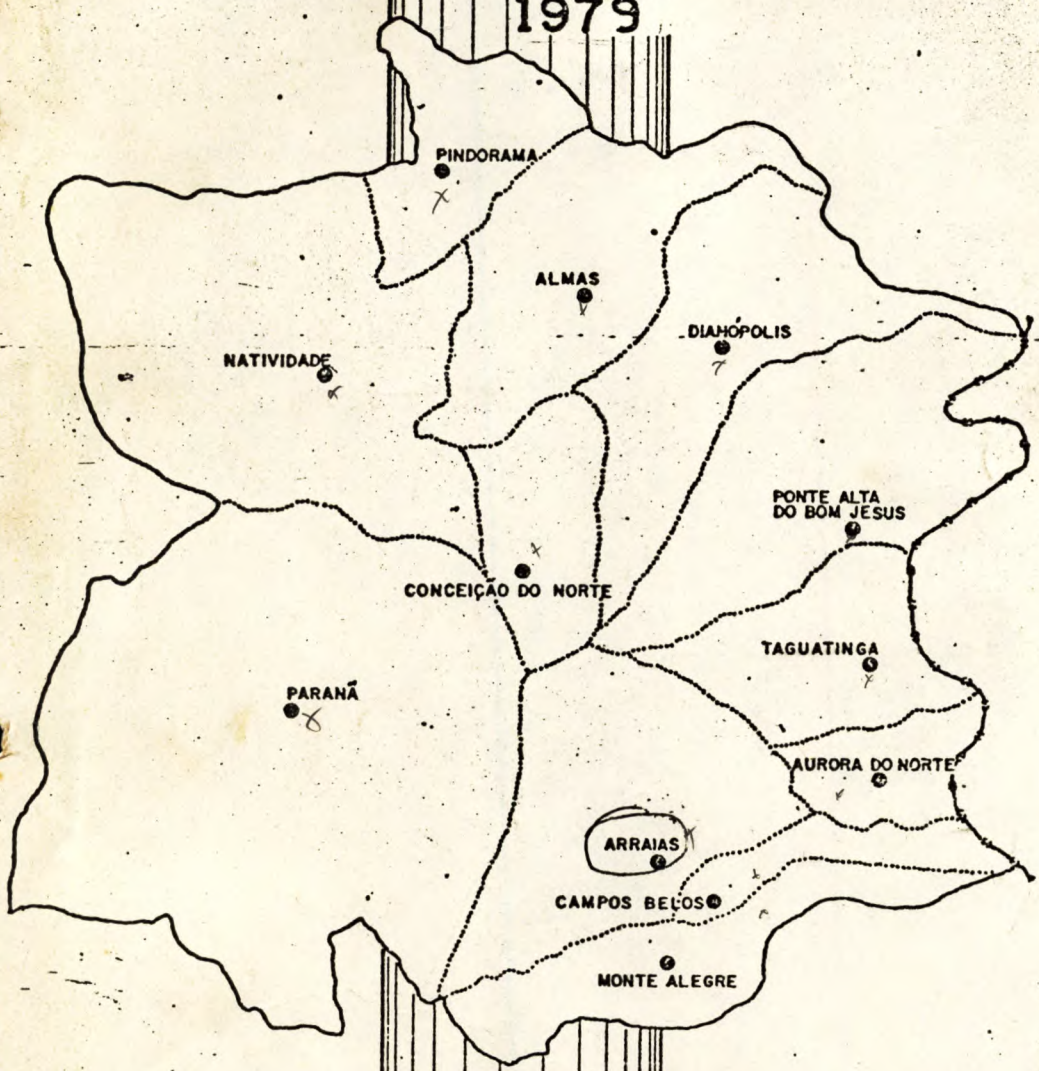 1979
PINDORAMA
ALMAS
DIANÓPOLIS
NATIVIDADE
PONTE ALTA
DO BOM JESUS
CONCEIÇÃO DO NORTE
TAGUATINGA
PARANÃ
AURORA DO NORTE
ARRAIAS
CAMPOS BELOS
MONTE ALEGRE